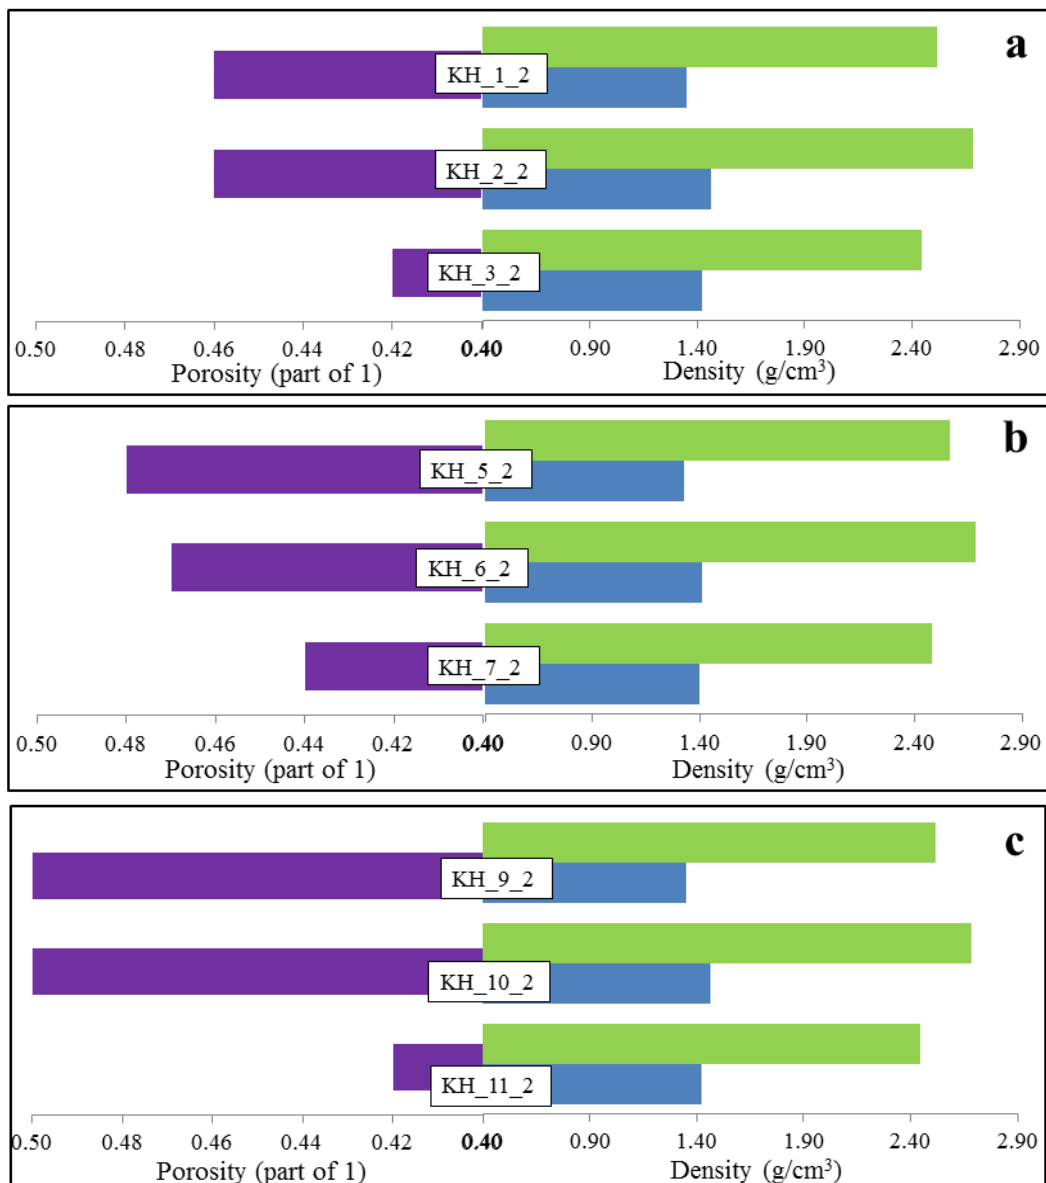 a
KH_1_2
KH_2_2
KH_3_2
0.50 0.48 0.46 0.44 0.42 0.40 0.90 1.40 1.90 2.40 2.90
Porosity (part of 1) Density (g/cm³)
b
KH_5_2
KH_6_2
KH_7_2
0.50 0.48 0.46 0.44 0.42 0.40 0.90 1.40 1.90 2.40 2.90
Porosity (part of 1) Density (g/cm³)
c
KH_9_2
KH_10_2
KH_11_2
0.50 0.48 0.46 0.44 0.42 0.40 0.90 1.40 1.90 2.40 2.90
Porosity (part of 1) Density (g/cm³)